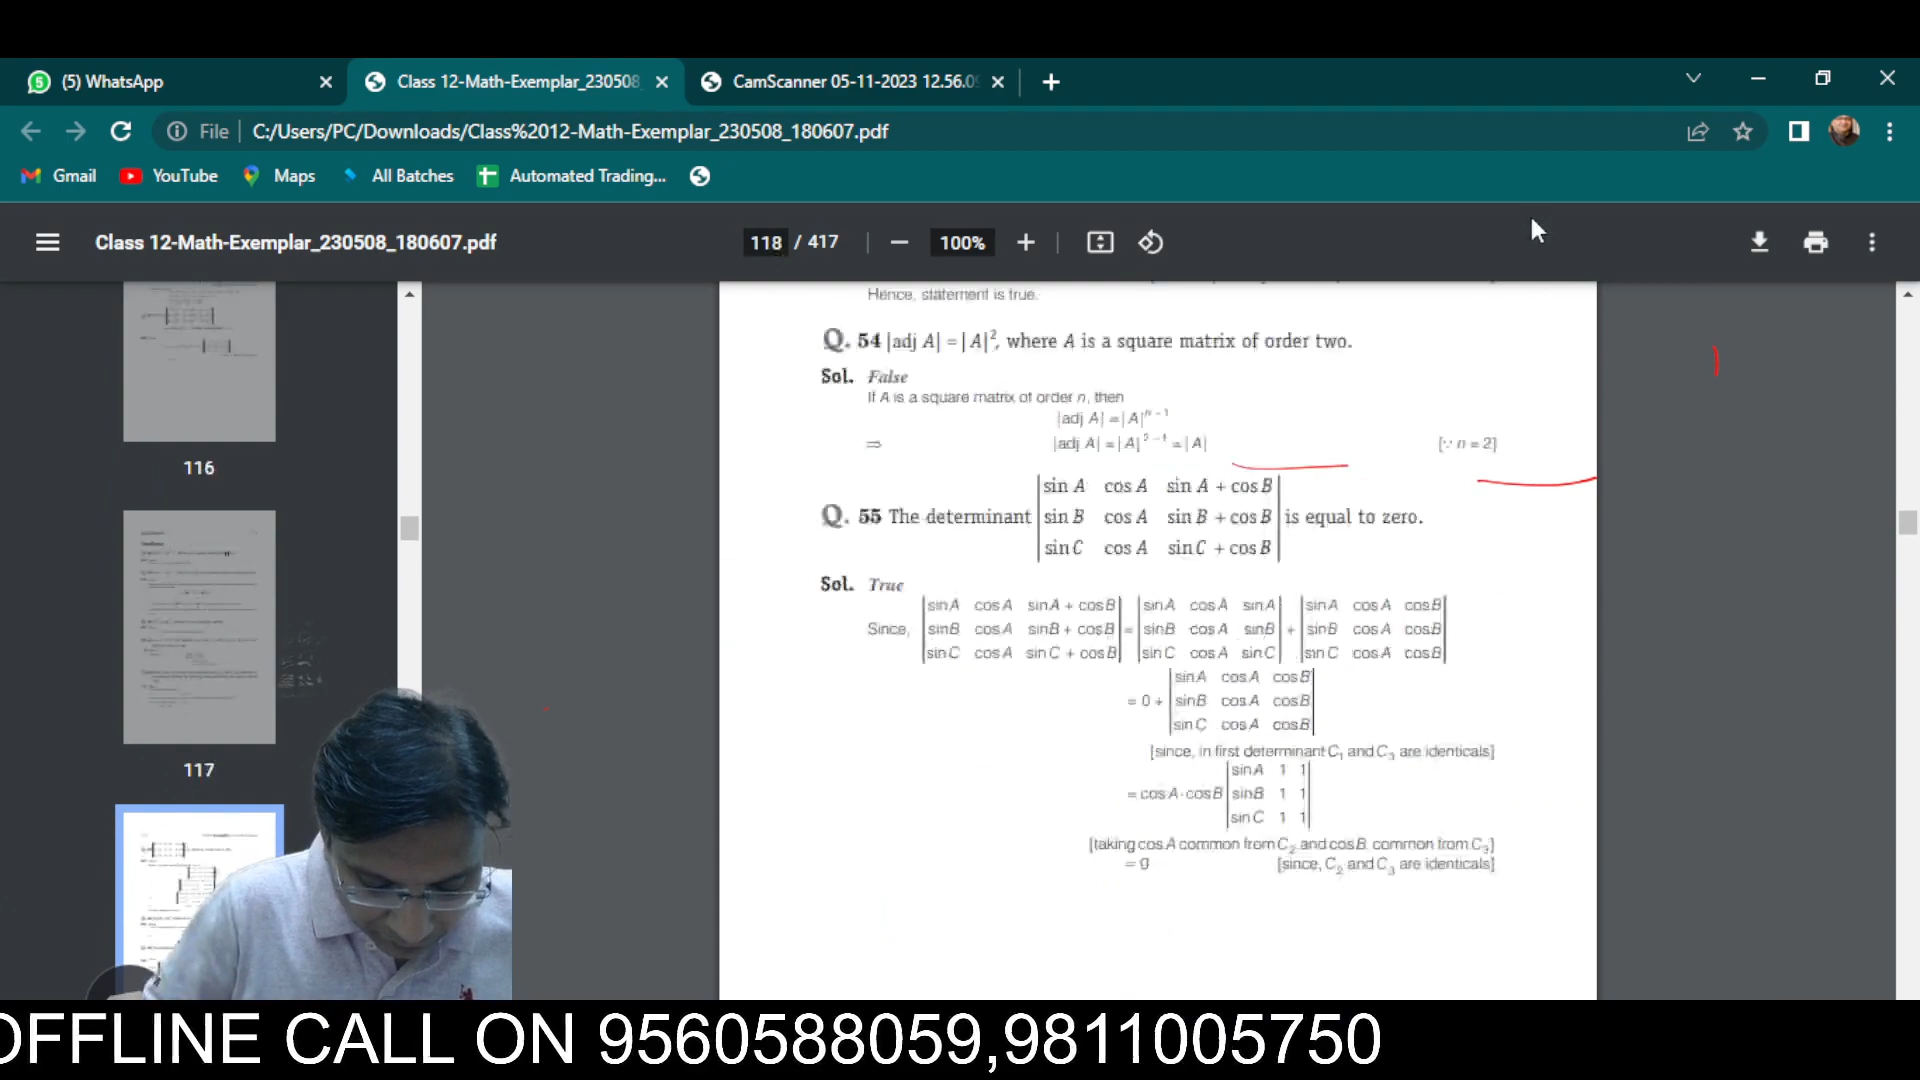 (5) WhatsApp
Class 12-Math-Exemplar_230508
CamScanner 05-11-2023 12.56.0
File
C:/Users/PC/Downloads/Class%2012-Math-Exemplar_230508_180607.pdf
Gmail
YouTube
Maps
All Batches
Automated Trading...
Class 12-Math-Exemplar_230508_180607.pdf
118 / 417
100%
116
117
Hence, statement is true.
Q. 54 |adj A| = |A|², where A is a square matrix of order two.
Sol. False
If A is a square matrix of order n, then
|adj A| = |A|ⁿ⁻¹
⇒ |adj A| = |A|²⁻¹ = |A| [∵ n = 2]
sin A cos A sin A + cos B
Q. 55 The determinant sin B cos A sin B + cos B is equal to zero.
sin C cos A sin C + cos B
Sol. True
sin A cos A sin A + cos B sin A cos A sin A sin A cos A cos B
Since, sin B cos A sin B + cos B = sin B cos A sin B + sin B cos A cos B
sin C cos A sin C + cos B sin C cos A sin C sin C cos A cos B
sin A cos A cos B
= 0 + sin B cos A cos B
sin C cos A cos B
[since, in first determinant C₁ and C₃ are identicals]
sin A 1 1
= cos A · cos B sin B 1 1
sin C 1 1
[taking cos A common from C₂ and cos B common from C₃]
= 0 [since, C₂ and C₃ are identicals]
OFFLINE CALL ON 9560588059,9811005750